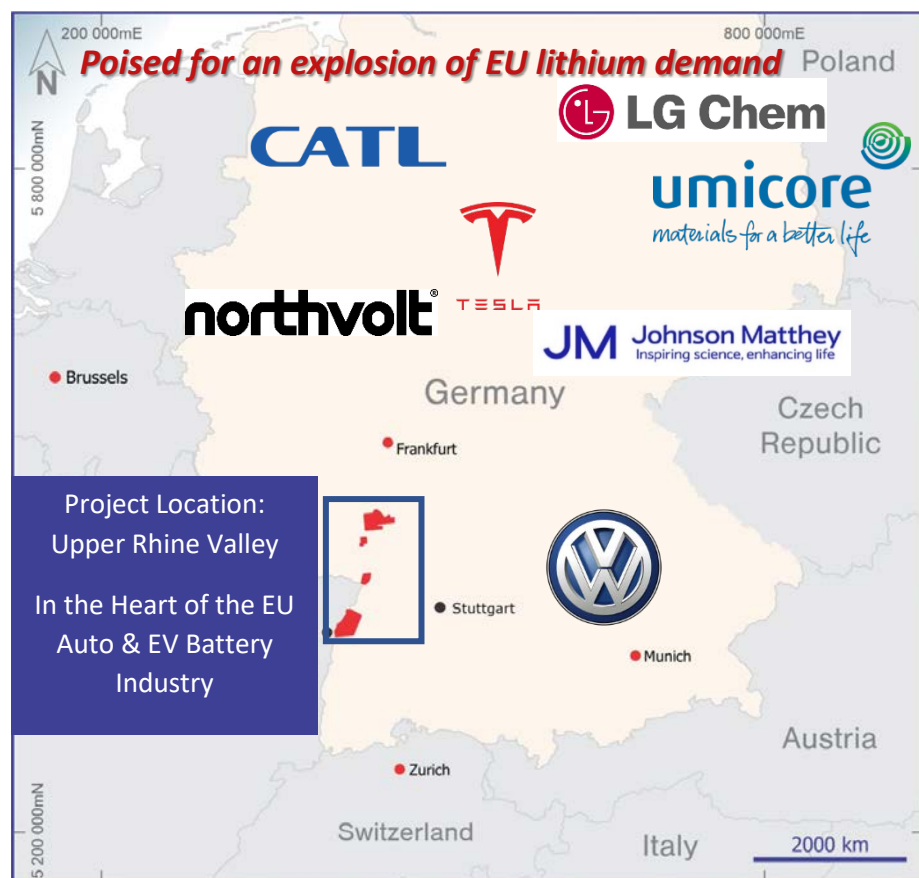 200 000mE
800 000mE
N
Poised for an explosion of EU lithium demand
Poland
LG
LG Chem
CATL
5 800 000mN
umicore
materials for a better life
TESLA
northvolt®
JM Johnson Matthey
Inspiring science, enhancing life
Brussels
Germany
Czech
Republic
Frankfurt
Project Location:
Upper Rhine Valley
In the Heart of the EU
Auto & EV Battery
Industry
VW
Stuttgart
Munich
Austria
Zurich
5 200 000mN
Switzerland
Italy
2000 km